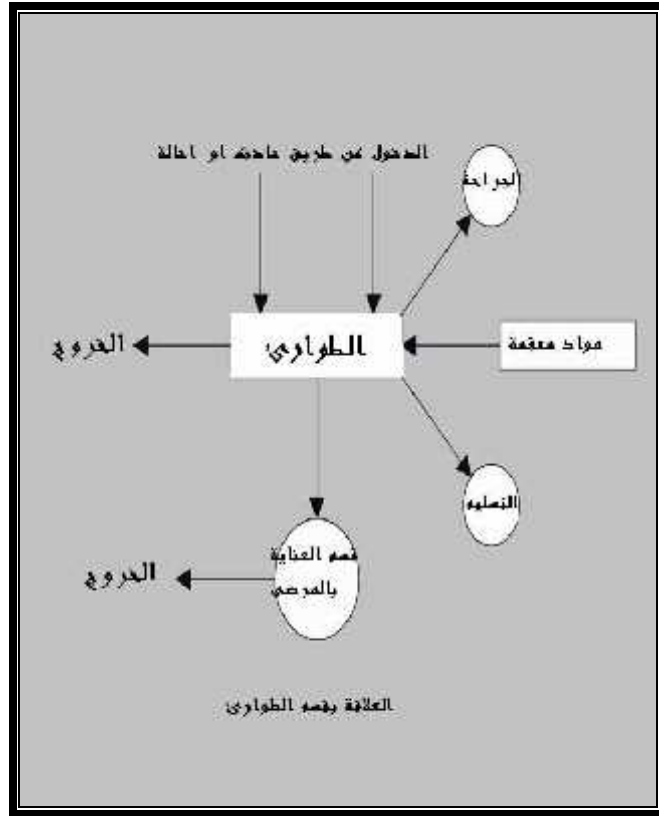 الدخول عن طريق حادث او احالة
الجراحة
الطوارئ
مواد معقمة
الخروج
التسليم
قسم العناية
بالمرضى
الخروج
العلاقة بقسم الطوارئ